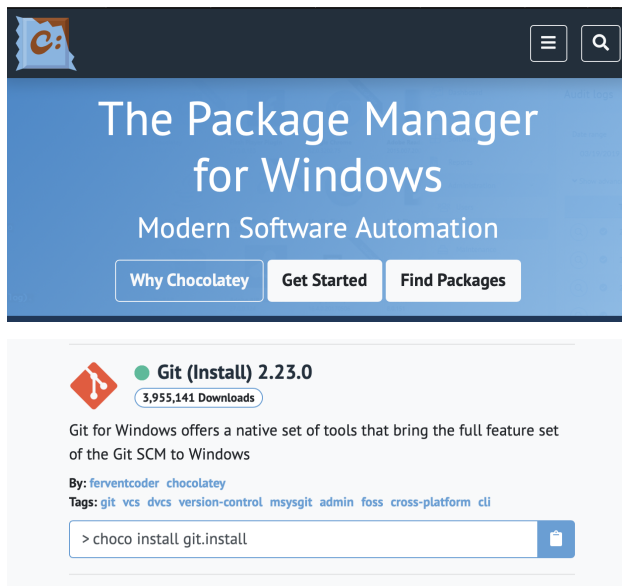 C:
The Package Manager
for Windows
Modern Software Automation
Why Chocolatey Get Started Find Packages
Git (Install) 2.23.0
3,955,141 Downloads
Git for Windows offers a native set of tools that bring the full feature set
of the Git SCM to Windows
By: ferventcoder chocolatey
Tags: git vcs dvcs version-control msysgit admin foss cross-platform cli
> choco install git.install